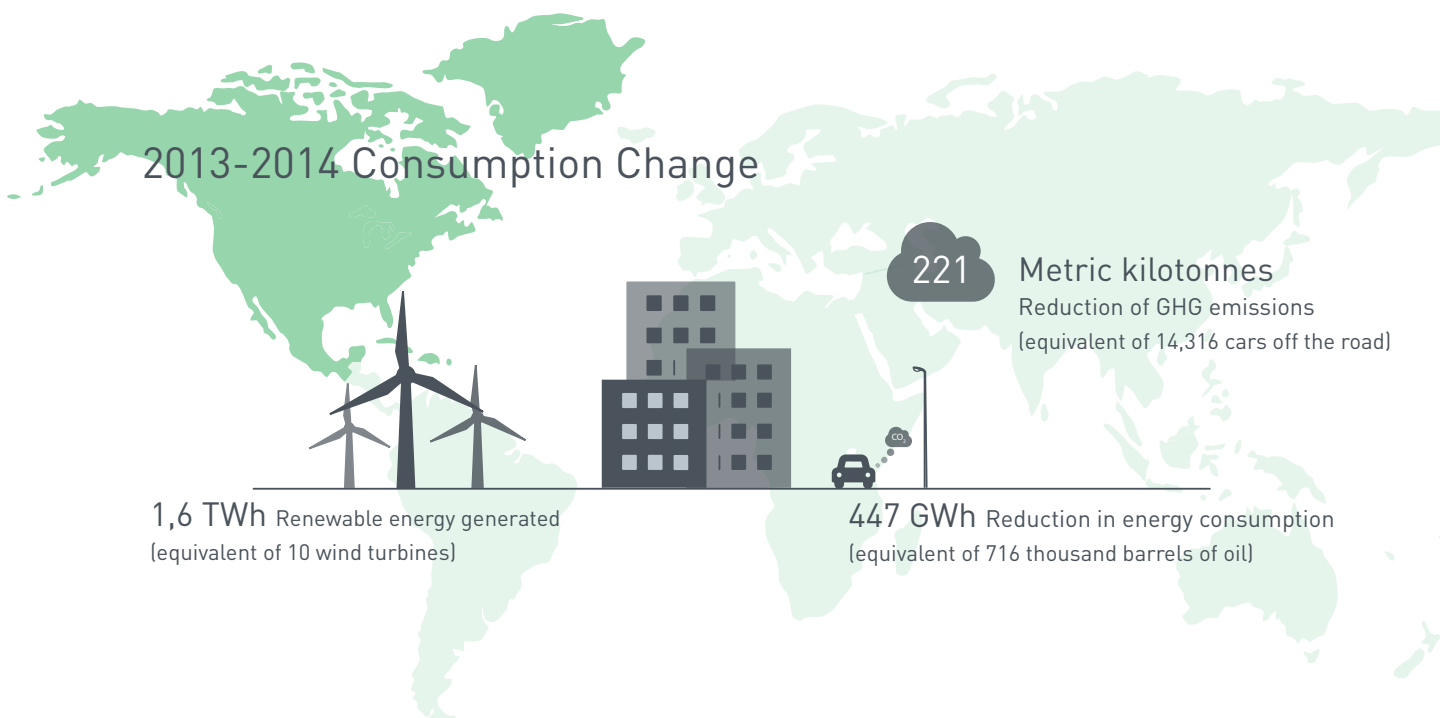 2013-2014 Consumption Change
221
Metric kilotonnes
Reduction of GHG emissions
(equivalent of 14,316 cars off the road)
CO2
1,6 TWh Renewable energy generated
(equivalent of 10 wind turbines)
447 GWh Reduction in energy consumption
(equivalent of 716 thousand barrels of oil)